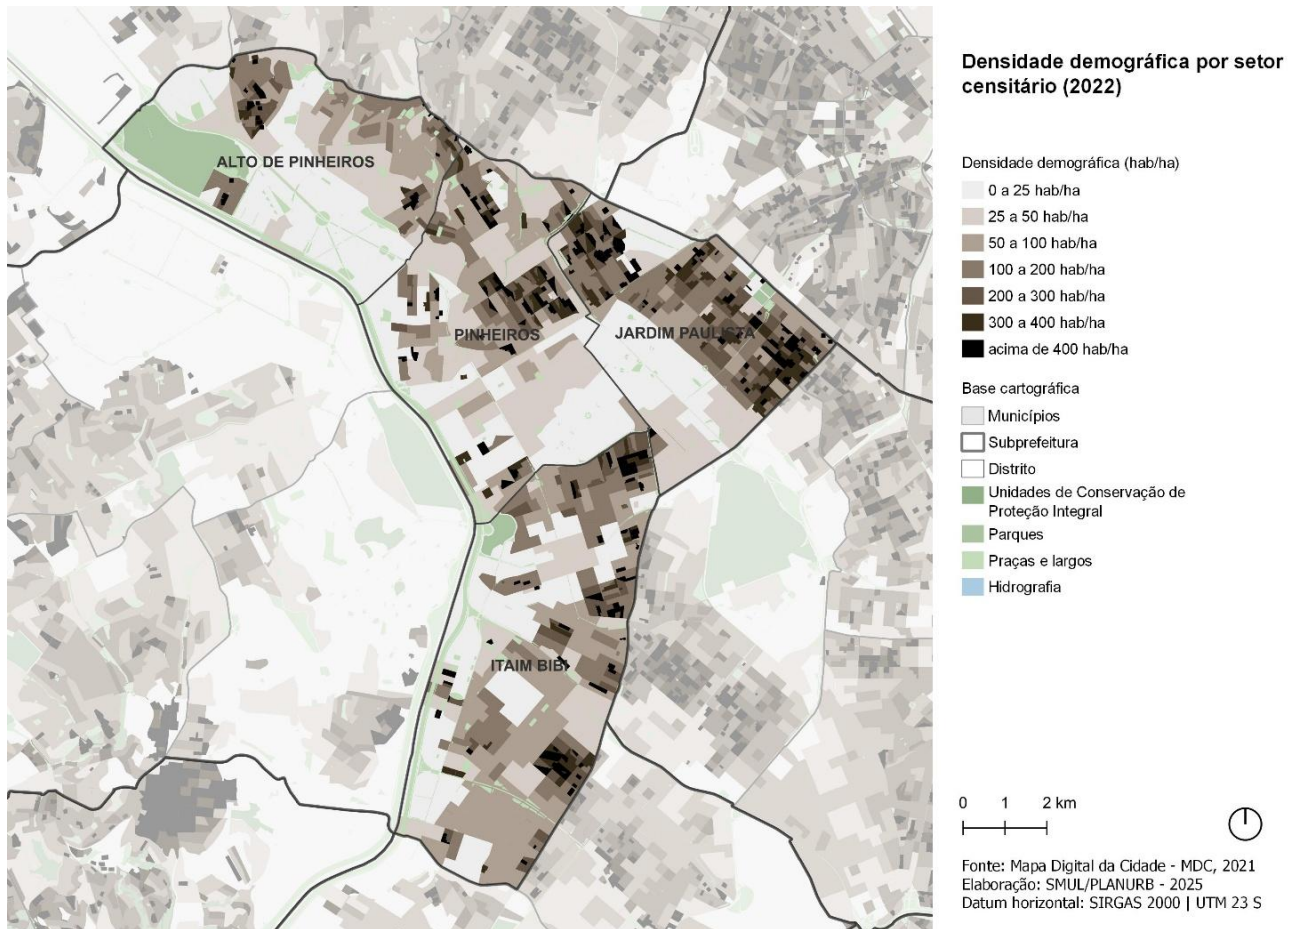 Densidade demográfica por setor
censitário (2022)
Densidade demográfica (hab/ha)
0 a 25 hab/ha
25 a 50 hab/ha
50 a 100 hab/ha
100 a 200 hab/ha
200 a 300 hab/ha
300 a 400 hab/ha
acima de 400 hab/ha
Base cartográfica
Municípios
Subprefeitura
Distrito
Unidades de Conservação de
Proteção Integral
Parques
Praças e largos
Hidrografia
ALTO DE PINHEIROS
PINHEIROS
JARDIM PAULISTA
ITAIM BIBI
0 1 2 km
Fonte: Mapa Digital da Cidade - MDC, 2021
Elaboração: SMUL/PLANURB - 2025
Datum horizontal: SIRGAS 2000 | UTM 23 S